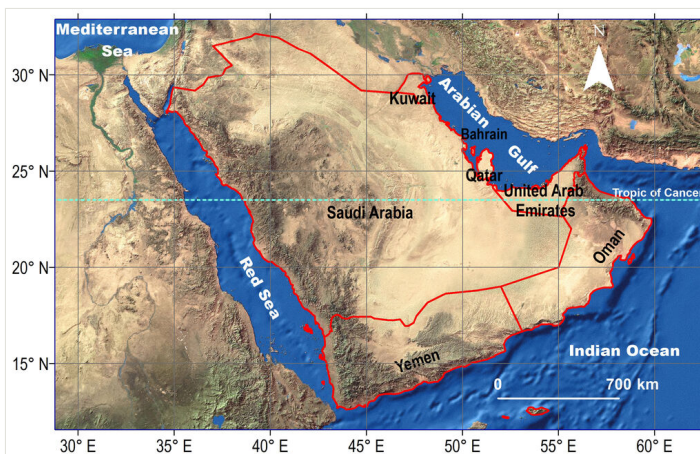 Mediterranean
Sea
N
30° N
25° N
20° N
15° N
Kuwait
Arabian
Gulf
Bahrain
Qatar
United Arab
Emirates
Tropic of Cancer
Saudi Arabia
Oman
Red Sea
Yemen
Indian Ocean
0 700 km
30° E 35° E 40° E 45° E 50° E 55° E 60° E